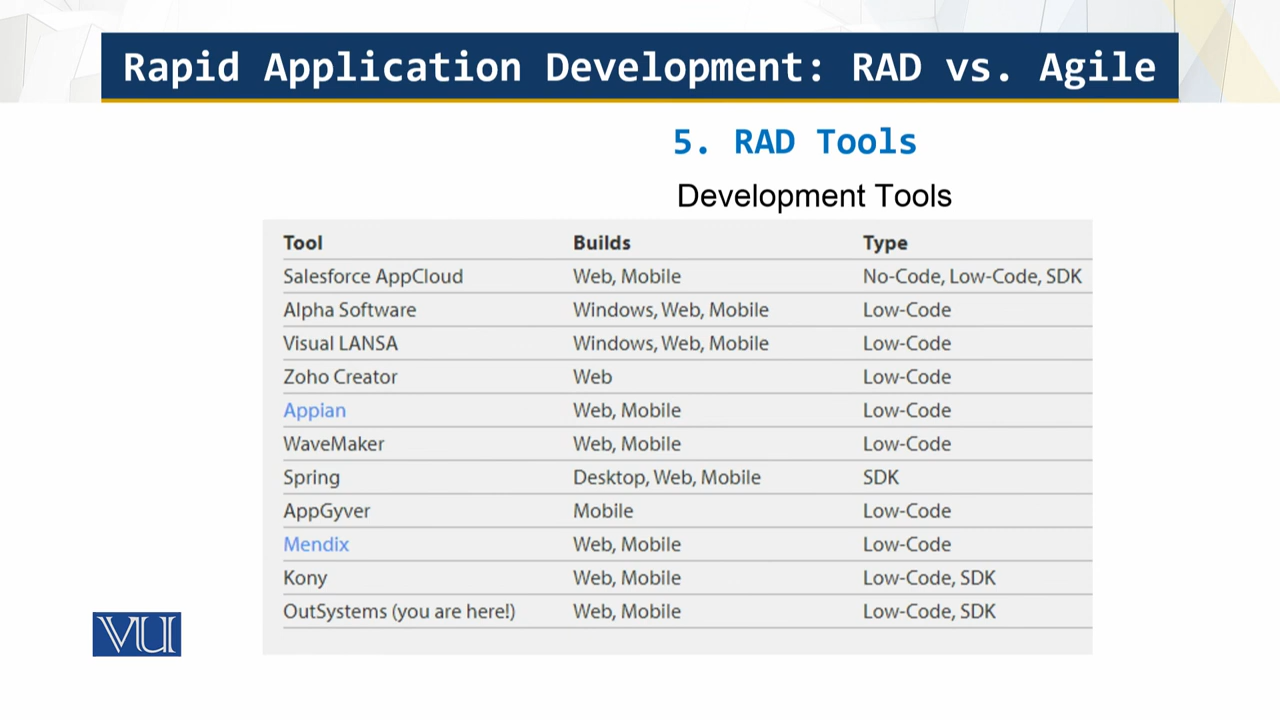 Rapid Application Development: RAD vs. Agile
5. RAD Tools
Development Tools
Tool Builds Type
Salesforce AppCloud Web, Mobile No-Code, Low-Code, SDK
Alpha Software Windows, Web, Mobile Low-Code
Visual LANSA Windows, Web, Mobile Low-Code
Zoho Creator Web Low-Code
Appian Web, Mobile Low-Code
WaveMaker Web, Mobile Low-Code
Spring Desktop, Web, Mobile SDK
AppGyver Mobile Low-Code
Mendix Web, Mobile Low-Code
Kony Web, Mobile Low-Code, SDK
OutSystems (you are here!) Web, Mobile Low-Code, SDK
VU